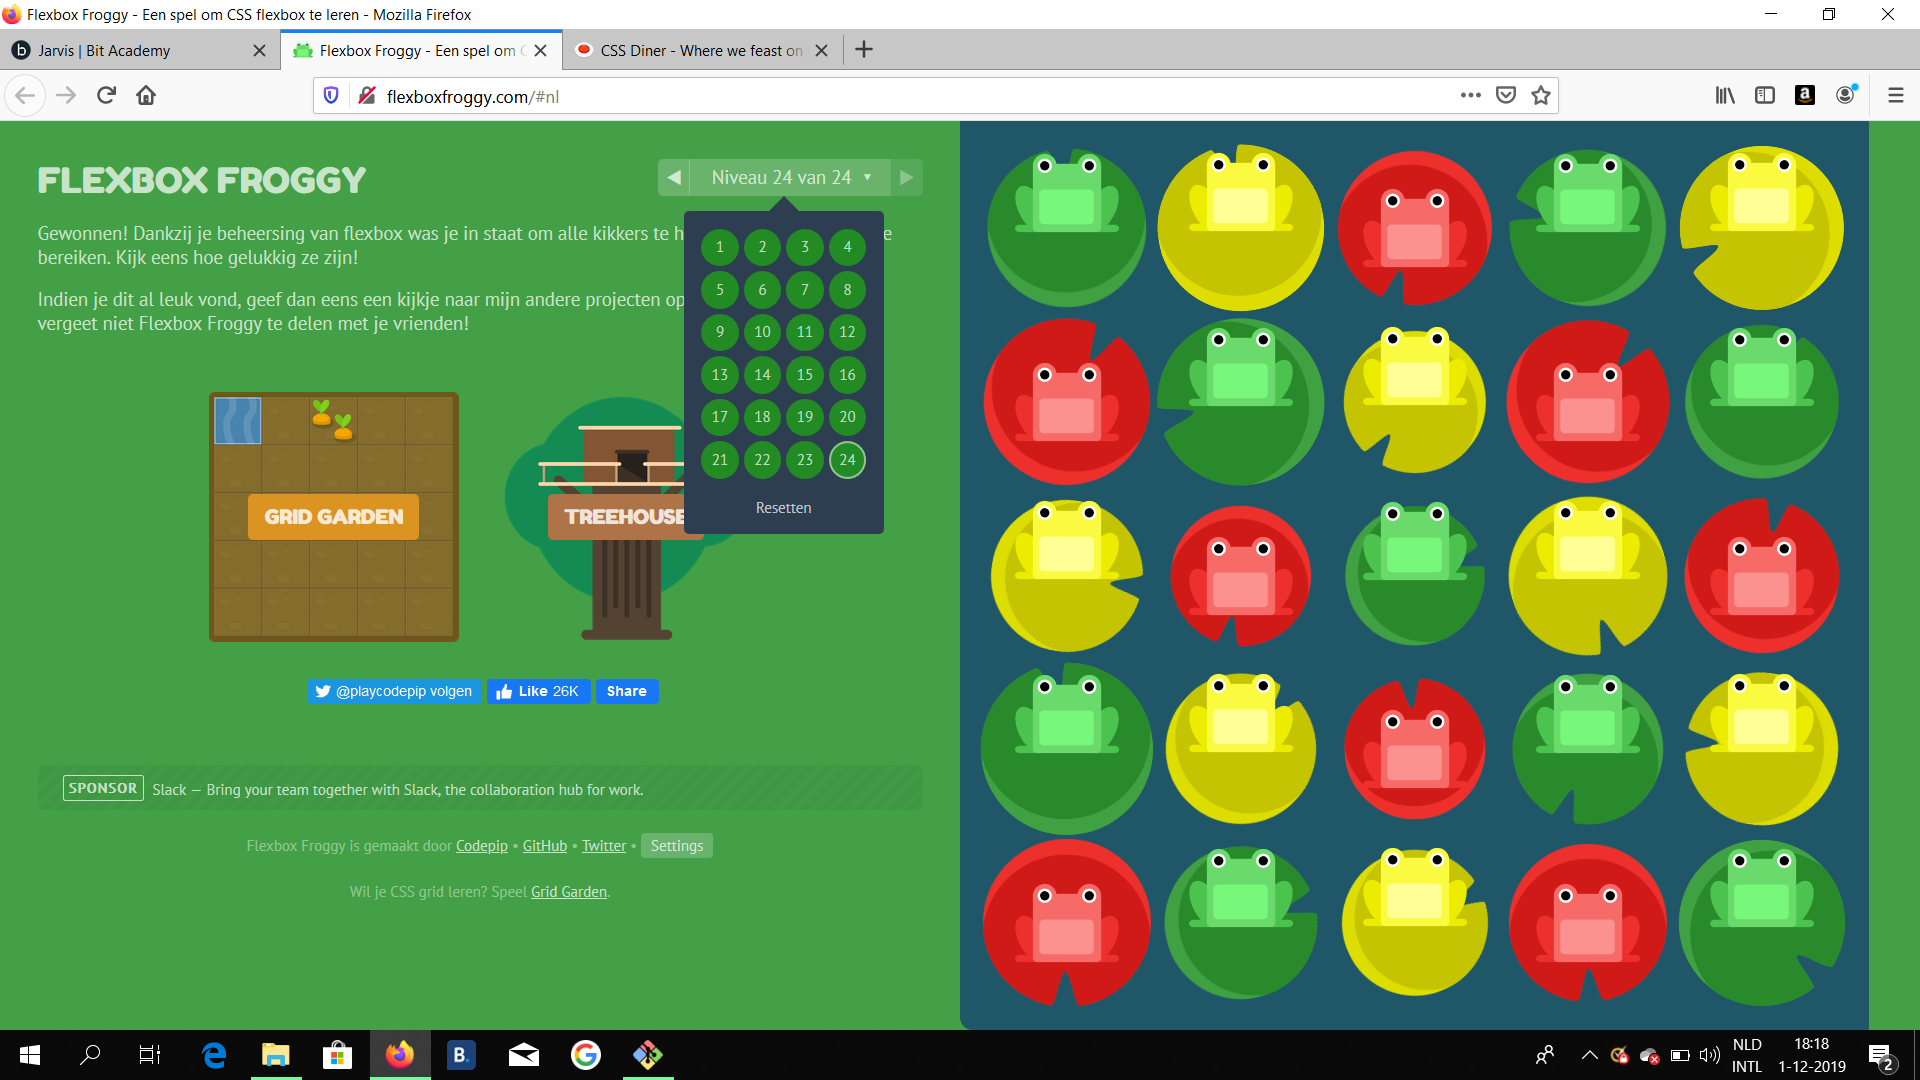 Flexbox Froggy - Een spel om CSS flexbox te leren - Mozilla Firefox
Jarvis | Bit Academy
Flexbox Froggy - Een spel om
CSS Diner - Where we feast on
flexboxfroggy.com/#nl
FLEXBOX FROGGY
Niveau 24 van 24
Gewonnen! Dankzij je beheersing van flexbox was je in staat om alle kikkers te h e
bereiken. Kijk eens hoe gelukkig ze zijn!
Indien je dit al leuk vond, geef dan eens een kijkje naar mijn andere projecten op
vergeet niet Flexbox Froggy te delen met je vrienden!
1 2 3 4
5 6 7 8
9 10 11 12
13 14 15 16
17 18 19 20
21 22 23 24
Resetten
GRID GARDEN
TREEHOUSE
@playcodepip volgen
Like 26K
Share
SPONSOR Slack — Bring your team together with Slack, the collaboration hub for work.
Flexbox Froggy is gemaakt door Codepip • GitHub • Twitter • Settings
Wil je CSS grid leren? Speel Grid Garden.
B.
NLD
INTL
18:18
1-12-2019
2